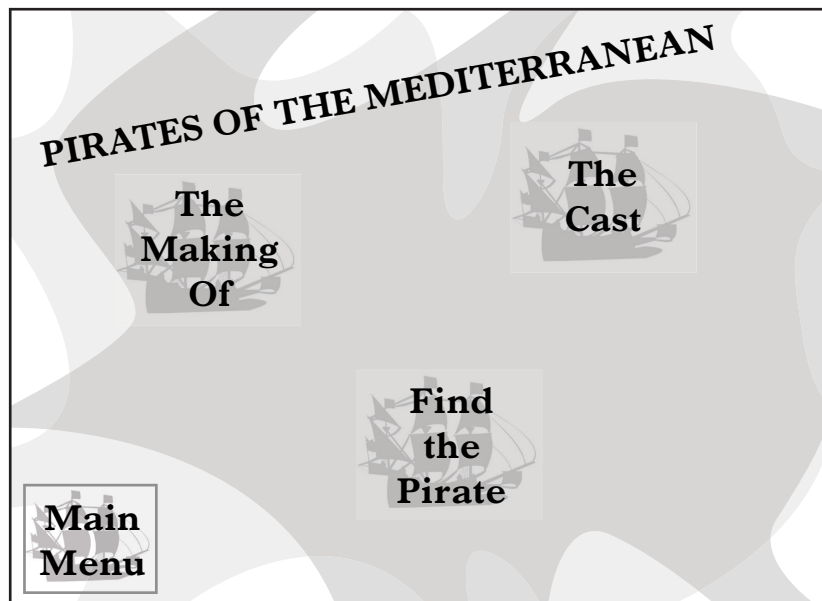 PIRATES OF THE MEDITERRANEAN
The
Making
Of
The
Cast
Find
the
Pirate
Main
Menu